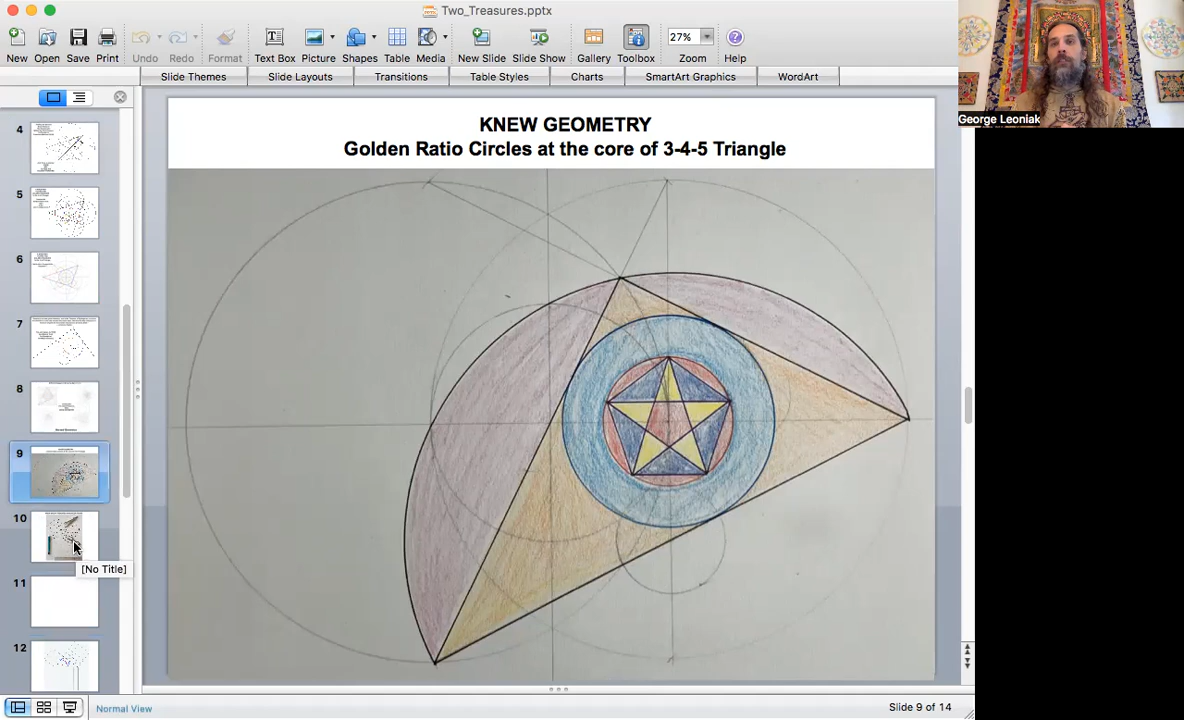 Two_Treasures.pptx
New Open Save Print Undo Redo Format Text Box Picture Shapes Table Media New Slide Slide Show Gallery Toolbox Zoom Help
27%
Slide Themes Slide Layouts Transitions Table Styles Charts SmartArt Graphics WordArt
George Leoniak
KNEW GEOMETRY
Golden Ratio Circles at the core of 3-4-5 Triangle
4
5
6
7
8
9
10
[No Title]
11
12
Normal View
Slide 9 of 14